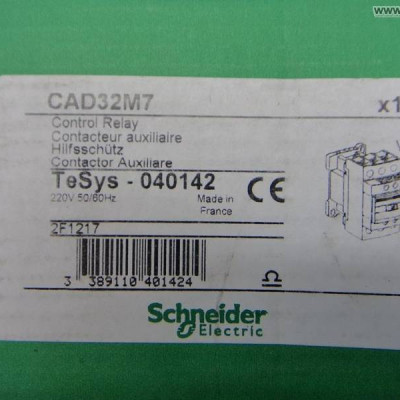 www.
CAD32M7 x1
Control Relay
Contacteur auxiliaire
Hilfsschütz
Contactor Auxiliare
TeSys - 040142 Made in France CE
220V 50/60Hz
2F1217
3 389110 401424
Schneider
Electric